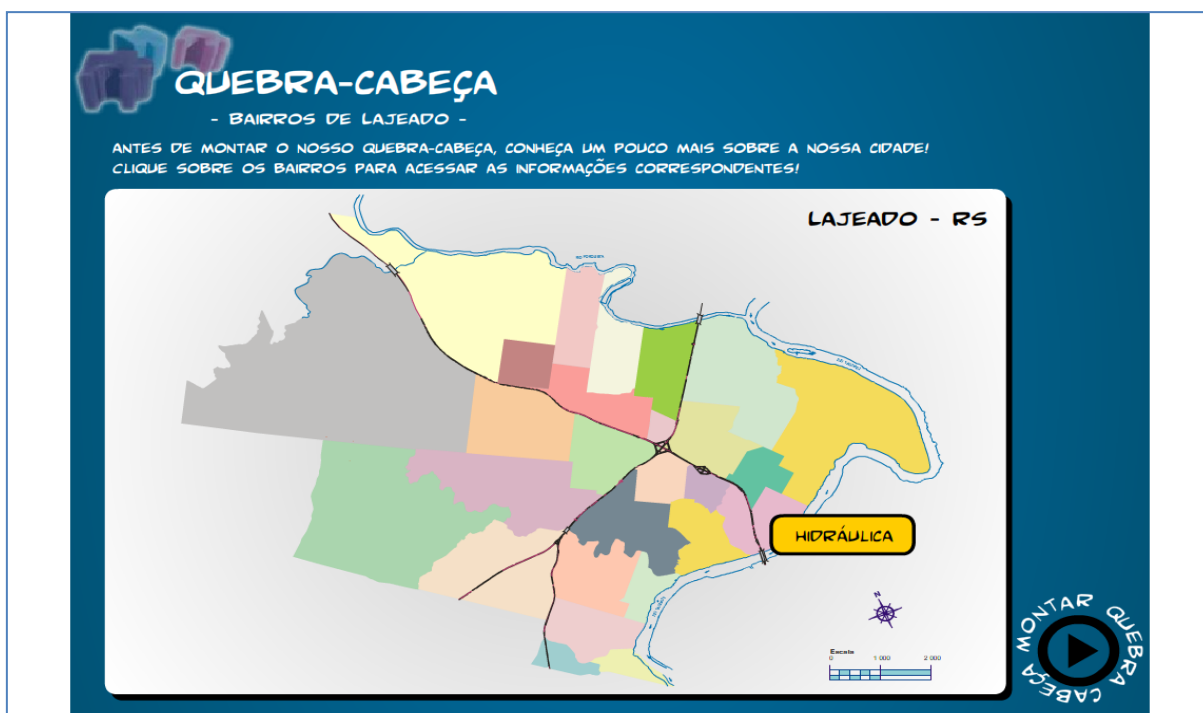 QUEBRA-CABEÇA
- BAIRROS DE LAJEADO -
ANTES DE MONTAR O NOSSO QUEBRA-CABEÇA, CONHEÇA UM POUCO MAIS SOBRE A NOSSA CIDADE!
CLIQUE SOBRE OS BAIRROS PARA ACESSAR AS INFORMAÇÕES CORRESPONDENTES!
LAJEADO - RS
HIDRÁULICA
N
Escala
0 1 000 2 000
MONTAR QUEBRA CABEÇA